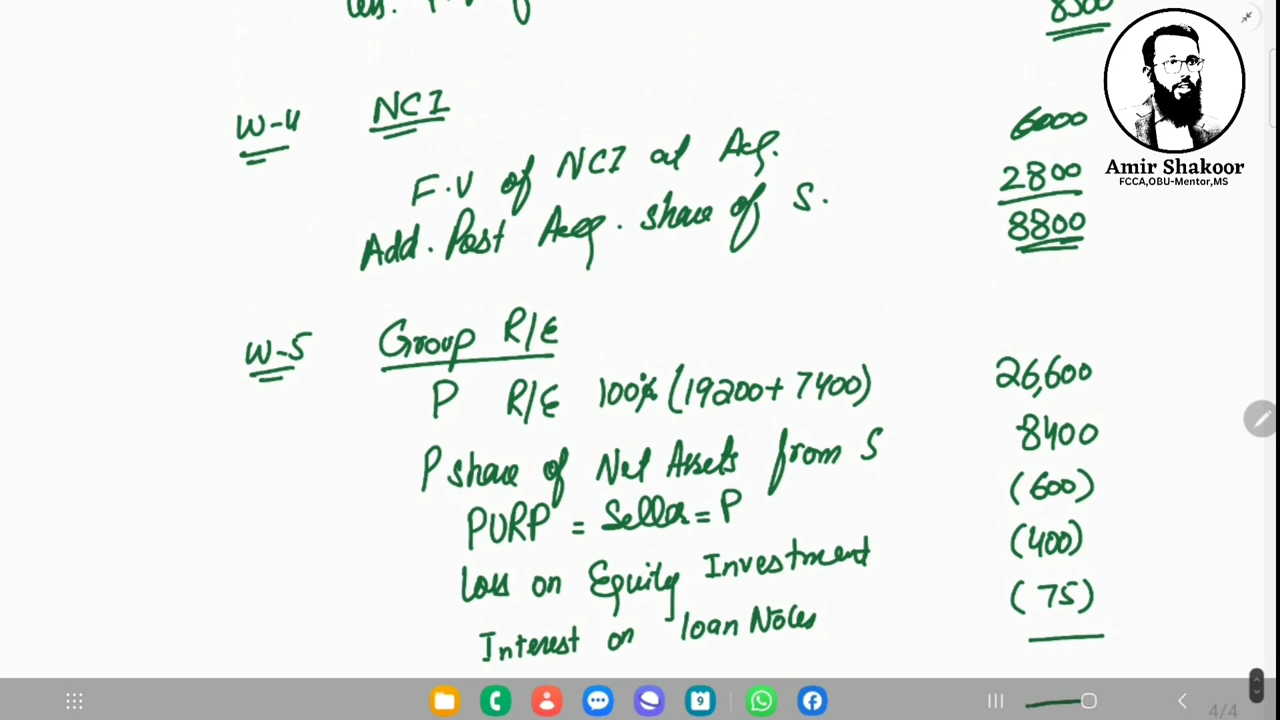 8500
W-4 NCI
F.V of NCI at Acq. 6000
Add. Post Acq. share of S. 2800
8800
W-5 Group R/E
P R/E 100% (19200+7400) 26,600
P share of Net Assets from S 8400
PURP = Seller = P (600)
Loss on Equity Investment (400)
Interest on loan Notes (75)
Amir Shakoor
FCCA,OBU-Mentor,MS
9
4/4